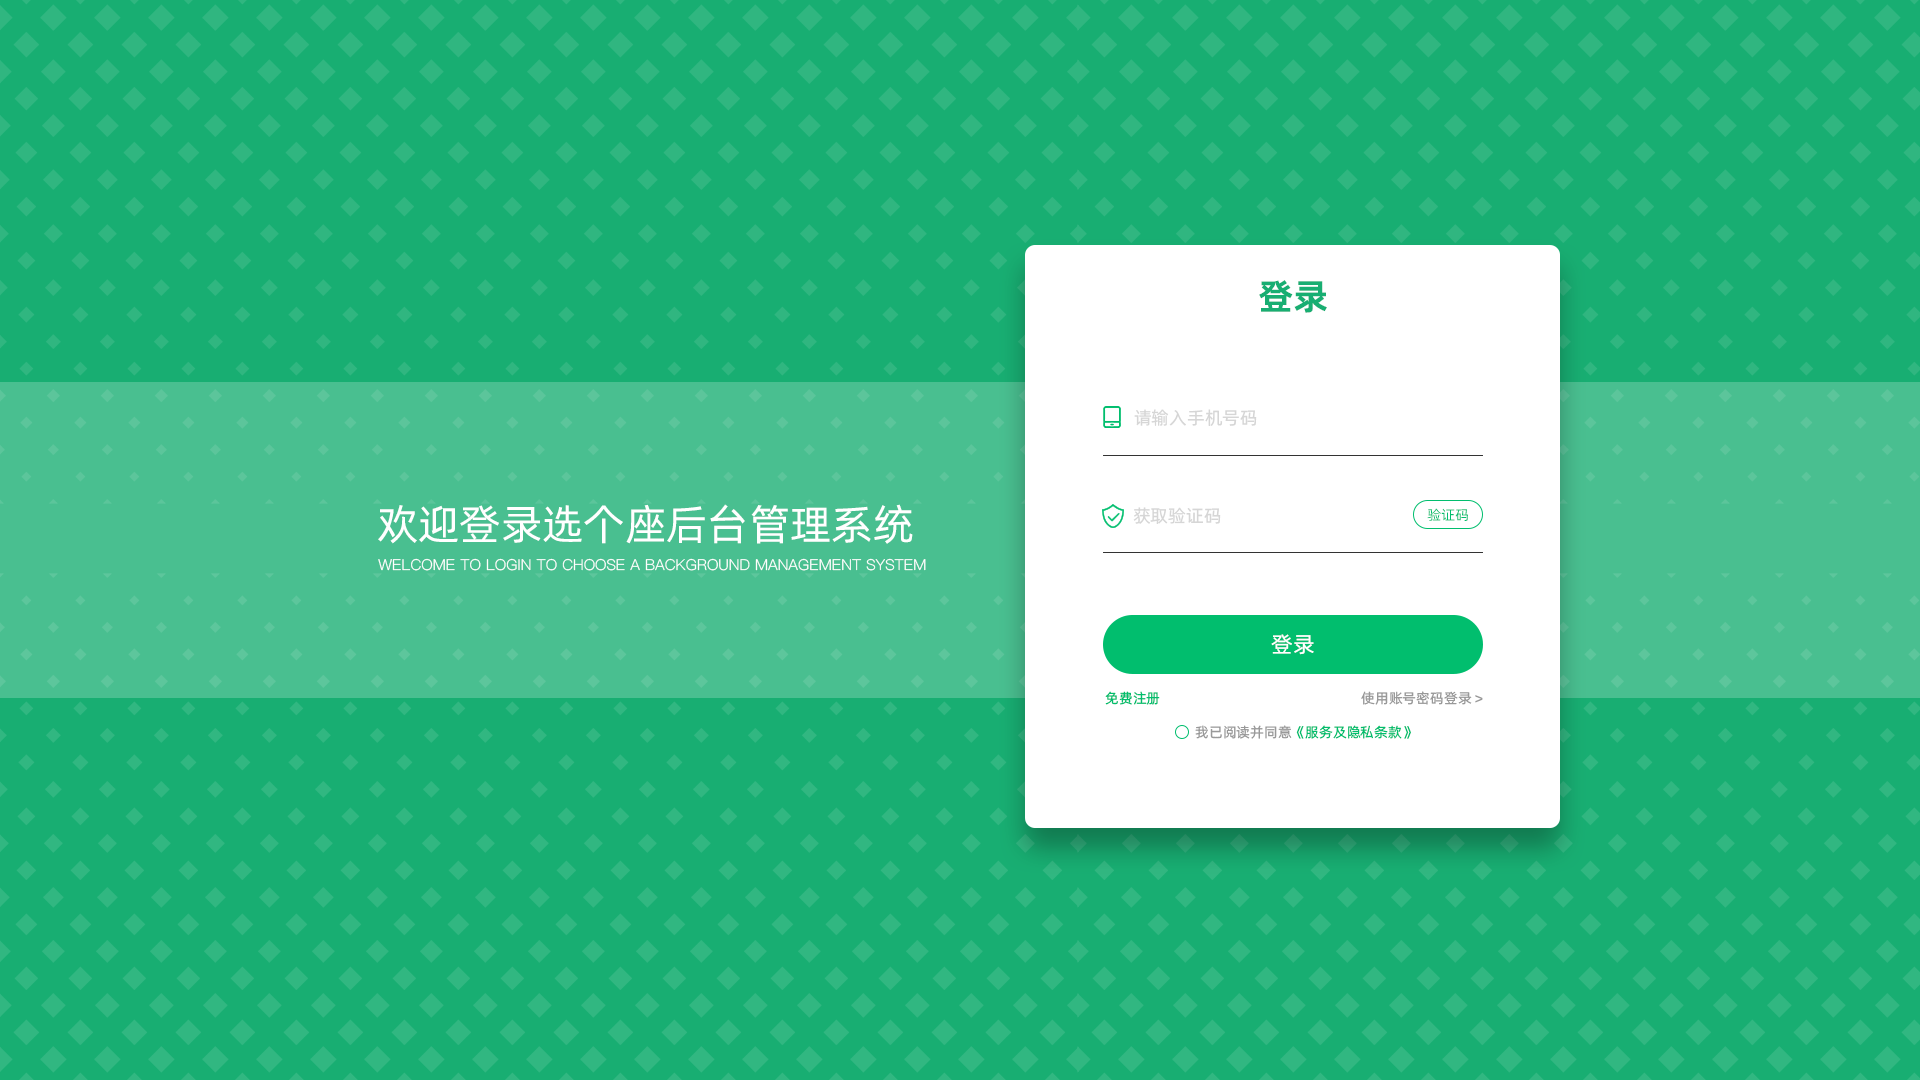 欢迎登录选个座后台管理系统
WELCOME TO LOGIN TO CHOOSE A BACKGROUND MANAGEMENT SYSTEM
登录
请输入手机号码
获取验证码
验证码
登录
免费注册
使用账号密码登录 >
我已阅读并同意《服务及隐私条款》